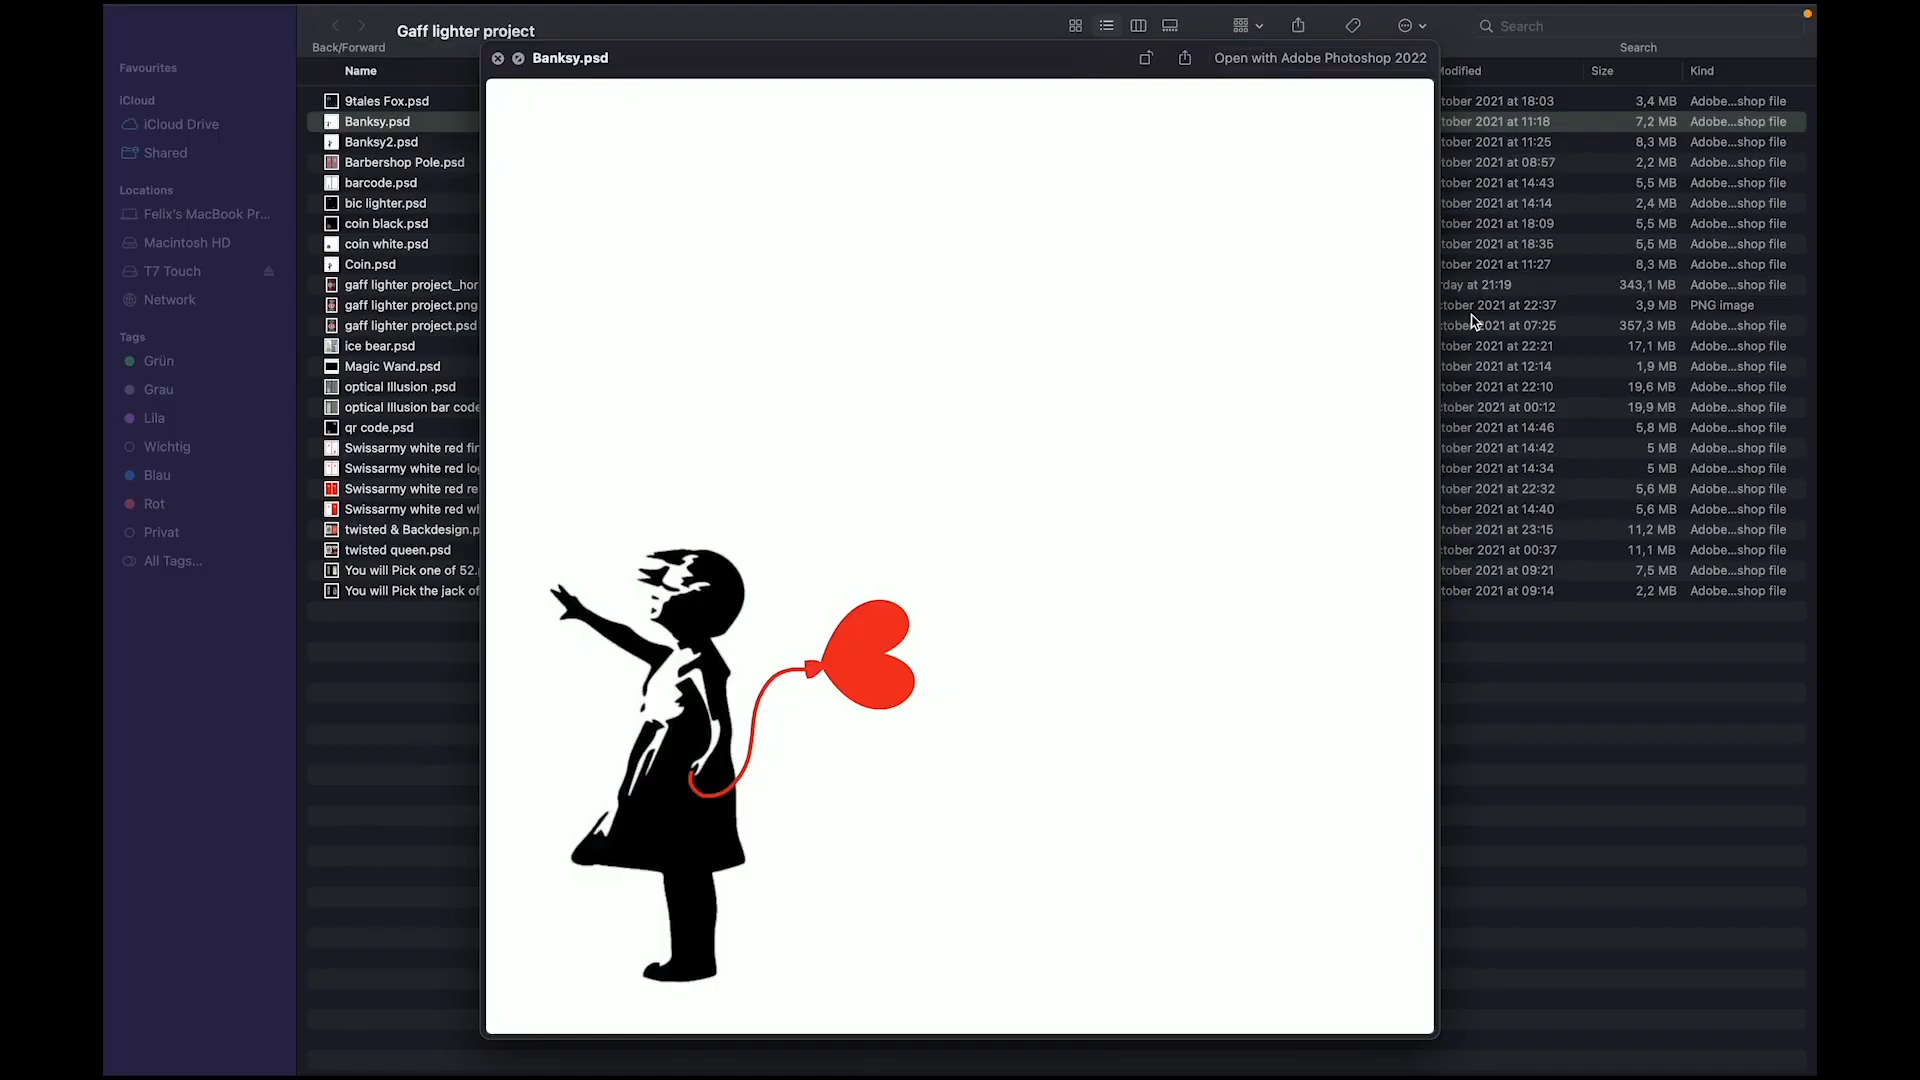 Gaff lighter project
Back/Forward
Search
Search
Favourites
iCloud
iCloud Drive
Shared
Locations
Felix's MacBook Pr...
Macintosh HD
T7 Touch
Network
Tags
Grün
Grau
Lila
Wichtig
Blau
Rot
Privat
All Tags...
Banksy.psd
Open with Adobe Photoshop 2022
Name Modified Size Kind
9tales Fox.psd tober 2021 at 18:03 3,4 MB Adobe...shop file
Banksy.psd tober 2021 at 11:18 7,2 MB Adobe...shop file
Banksy2.psd tober 2021 at 11:25 8,3 MB Adobe...shop file
Barbershop Pole.psd tober 2021 at 08:57 2,2 MB Adobe...shop file
barcode.psd tober 2021 at 14:43 5,5 MB Adobe...shop file
bic lighter.psd tober 2021 at 14:14 2,4 MB Adobe...shop file
coin black.psd tober 2021 at 18:09 5,5 MB Adobe...shop file
coin white.psd tober 2021 at 18:35 5,5 MB Adobe...shop file
Coin.psd tober 2021 at 11:27 8,3 MB Adobe...shop file
gaff lighter project_hor rday at 21:19 343,1 MB Adobe...shop file
gaff lighter project.png tober 2021 at 22:37 3,9 MB PNG image
gaff lighter project.psd tober 2021 at 07:25 357,3 MB Adobe...shop file
ice bear.psd tober 2021 at 22:21 17,1 MB Adobe...shop file
Magic Wand.psd tober 2021 at 12:14 1,9 MB Adobe...shop file
optical Illusion .psd tober 2021 at 22:10 19,6 MB Adobe...shop file
optical Illusion bar code tober 2021 at 00:12 19,9 MB Adobe...shop file
qr code.psd tober 2021 at 14:46 5,8 MB Adobe...shop file
Swissarmy white red fir tober 2021 at 14:42 5 MB Adobe...shop file
Swissarmy white red lo tober 2021 at 14:34 5 MB Adobe...shop file
Swissarmy white red re tober 2021 at 22:32 5,6 MB Adobe...shop file
Swissarmy white red w tober 2021 at 14:40 5,6 MB Adobe...shop file
twisted & Backdesign.p tober 2021 at 23:15 11,2 MB Adobe...shop file
twisted queen.psd tober 2021 at 00:37 11,1 MB Adobe...shop file
You will Pick one of 52. tober 2021 at 09:21 7,5 MB Adobe...shop file
You will Pick the jack of tober 2021 at 09:14 2,2 MB Adobe...shop file